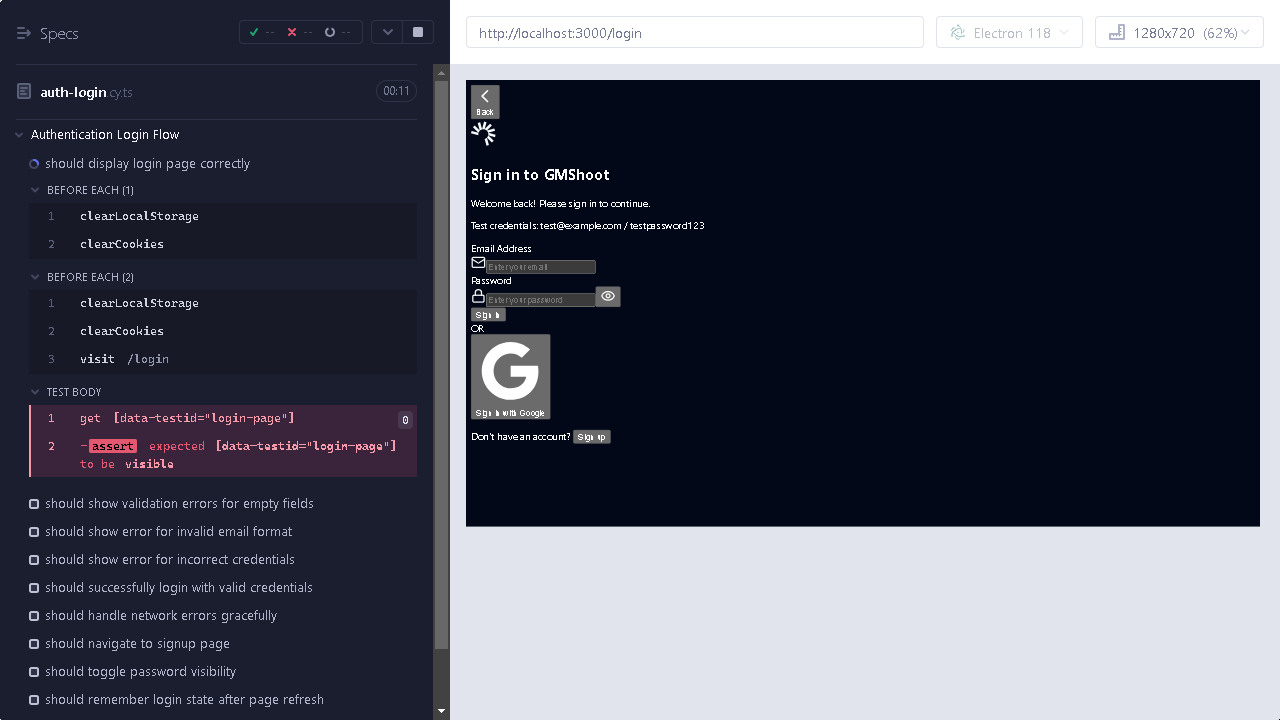 Specs
--
--
--
auth-login.cy.ts
00:11
Authentication Login Flow
should display login page correctly
BEFORE EACH (1)
1 clearLocalStorage
2 clearCookies
BEFORE EACH (2)
1 clearLocalStorage
2 clearCookies
3 visit /login
TEST BODY
1 get [data-testid="login-page"] 0
2 -assert expected [data-testid="login-page"]
to be visible
should show validation errors for empty fields
should show error for invalid email format
should show error for incorrect credentials
should successfully login with valid credentials
should handle network errors gracefully
should navigate to signup page
should toggle password visibility
should remember login state after page refresh
http://localhost:3000/login
Electron 118
1280x720 (62%)
Back
Sign in to GMShoot
Welcome back! Please sign in to continue.
Test credentials: test@example.com / testpassword123
Email Address
Enter your email
Password
Enter your password
Sign in
OR
G
Sign in with Google
Don't have an account? Sign up